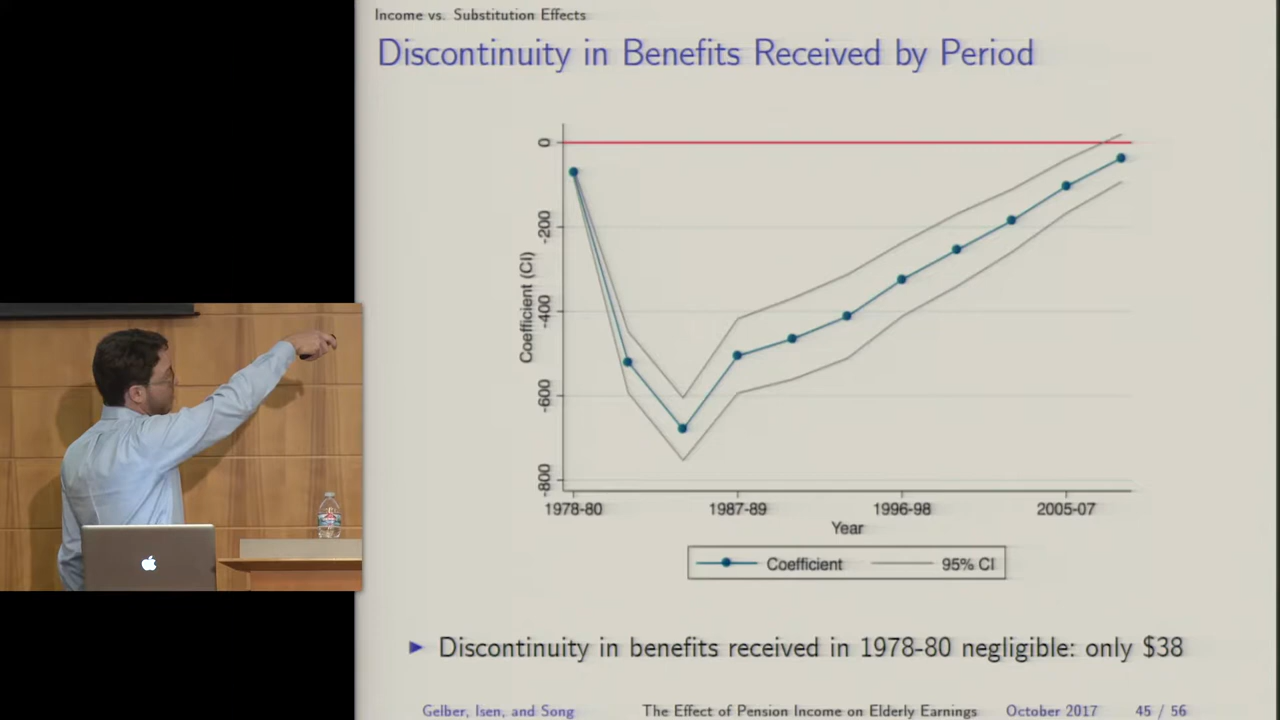 Income vs. Substitution Effects
Discontinuity in Benefits Received by Period
0
-200
-400
-600
-800
Coefficient (CI)
1978-80
1987-89
1996-98
2005-07
Year
Coefficient
95% CI
Discontinuity in benefits received in 1978-80 negligible: only $38
Gelber, Isen, and Song
The Effect of Pension Income on Elderly Earnings
October 2017
45 / 56